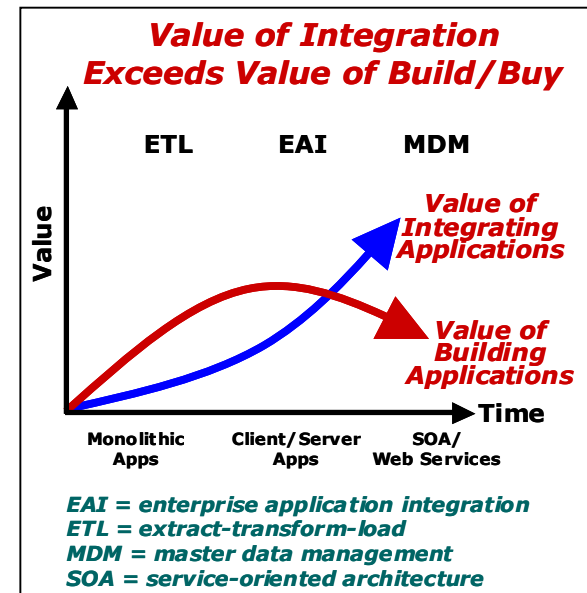 Value of Integration
Exceeds Value of Build/Buy
ETL EAI MDM
Value of
Integrating
Applications
Value
Value of
Building
Applications
Time
Monolithic
Apps
Client/Server
Apps
SOA/
Web Services
EAI = enterprise application integration
ETL = extract-transform-load
MDM = master data management
SOA = service-oriented architecture